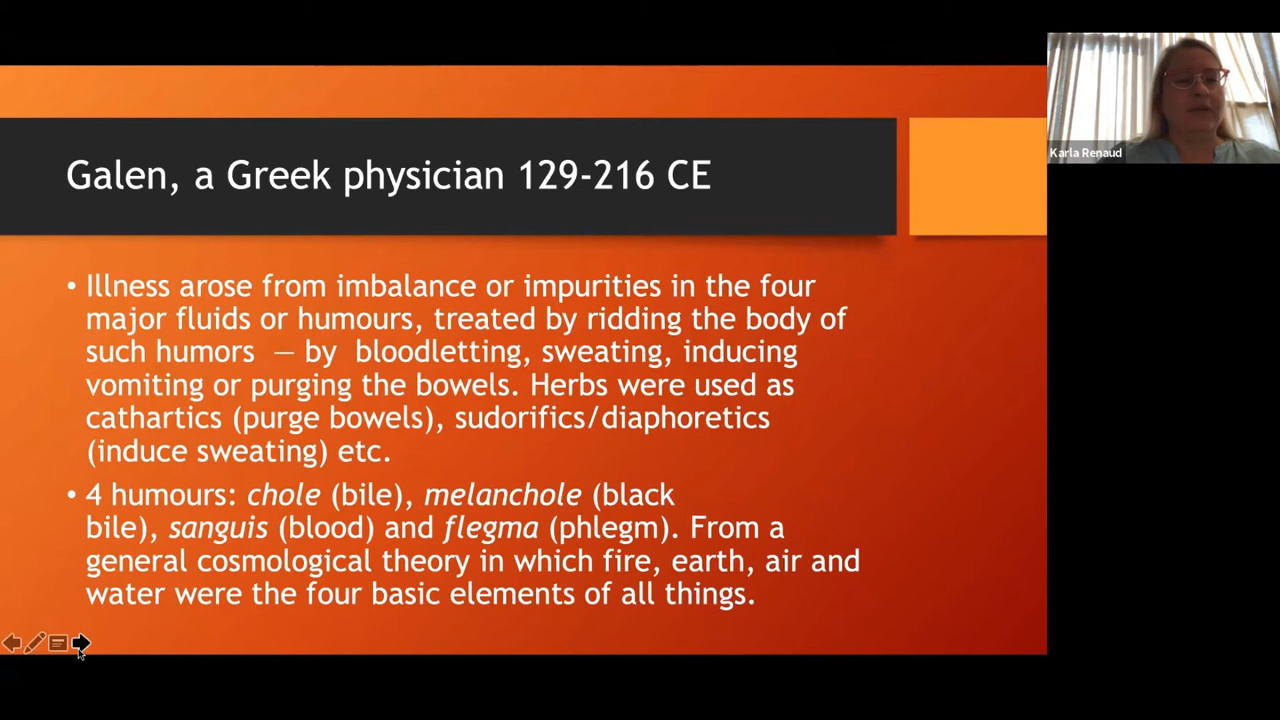 Galen, a Greek physician 129-216 CE
• Illness arose from imbalance or impurities in the four
major fluids or humours, treated by ridding the body of
such humors — by bloodletting, sweating, inducing
vomiting or purging the bowels. Herbs were used as
cathartics (purge bowels), sudorifics/diaphoretics
(induce sweating) etc.
• 4 humours: chole (bile), melanchole (black
bile), sanguis (blood) and flegma (phlegm). From a
general cosmological theory in which fire, earth, air and
water were the four basic elements of all things.
Karla Renaud